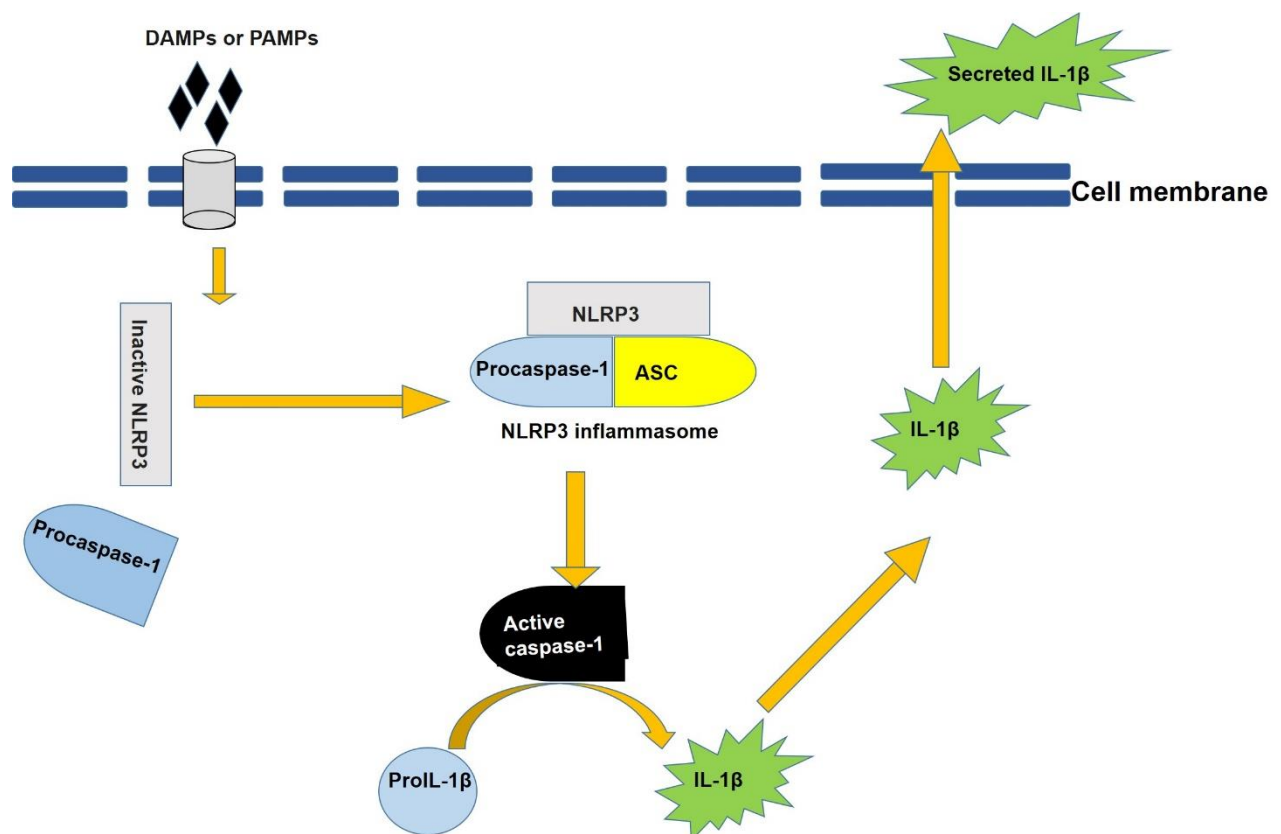 DAMPs or PAMPs
Secreted IL-1β
Cell membrane
Inactive NLRP3
NLRP3
Procaspase-1
ASC
NLRP3 inflammasome
IL-1β
Procaspase-1
Active
caspase-1
ProIL-1β
IL-1β